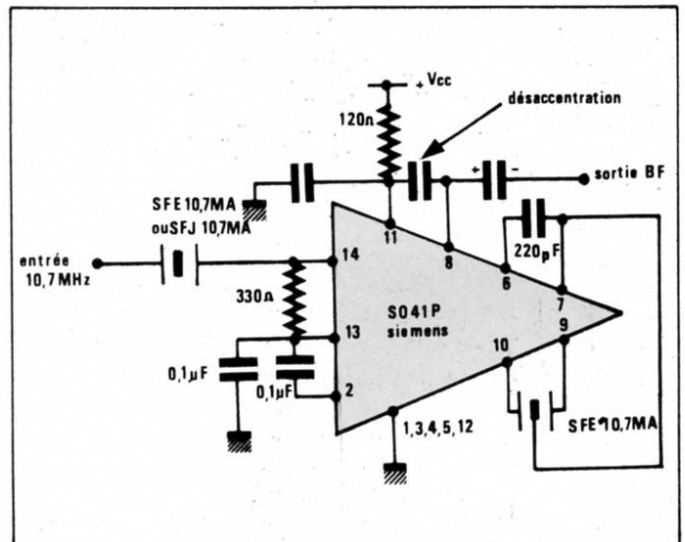 + Vcc
120Ω
désaccentration
+ -
sortie BF
SFE 10,7MA
ou SFJ 10,7MA
entrée
10,7 MHz
14
11
8
6
220pF
7
330Ω
SO41P
siemens
13
10
9
0,1µF
0,1µF
2
1,3,4,5,12
SFE 10,7MA